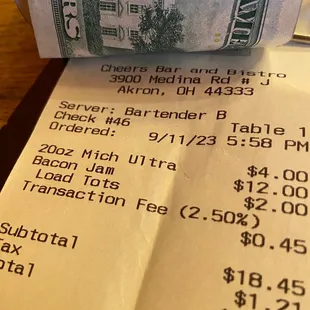 Cheers Bar and Bistro
3900 Medina Rd # J
Akron, OH 44333
Server: Bartender B
Check #46 Table 1
Ordered: 9/11/23 5:58 PM
20oz Mich Ultra $4.00
Bacon Jam $12.00
Load Tots $2.00
Transaction Fee (2.50%) $0.45
Subtotal $18.45
Tax $1.21
otal